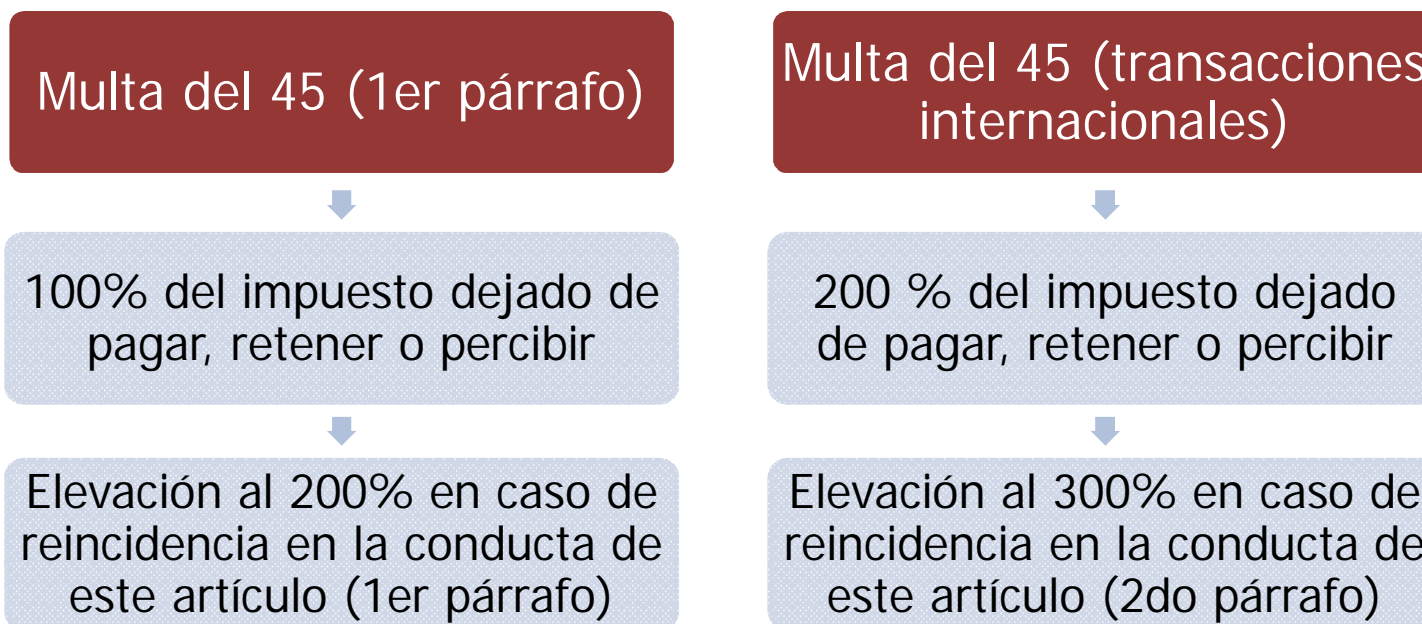 Multa del 45 (1er párrafo)
100% del impuesto dejado de
pagar, retener o percibir
Elevación al 200% en caso de
reincidencia en la conducta de
este artículo (1er párrafo)
Multa del 45 (transacciones
internacionales)
200 % del impuesto dejado
de pagar, retener o percibir
Elevación al 300% en caso de
reincidencia en la conducta de
este artículo (2do párrafo)